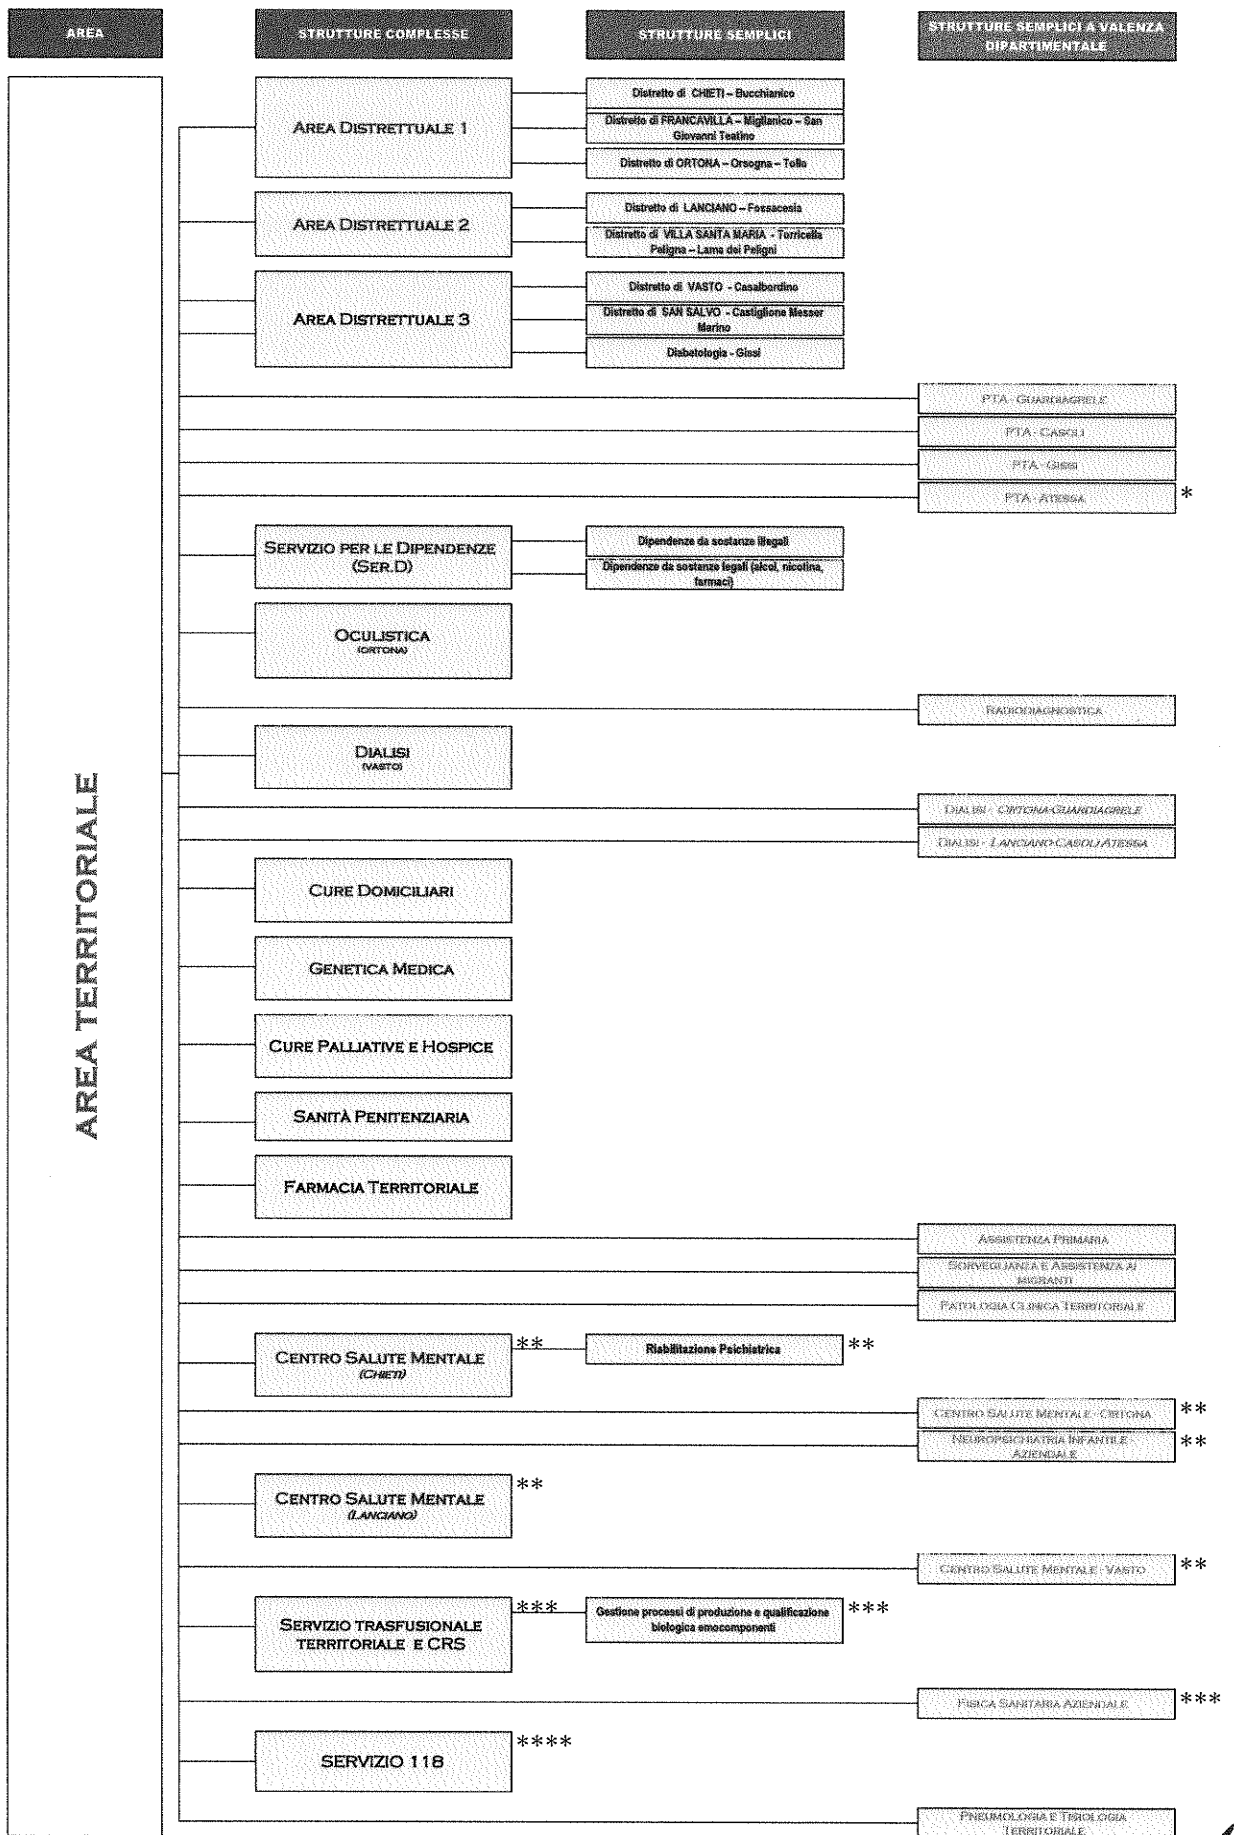 AREA
STRUTTURE COMPLESSE
STRUTTURE SEMPLICI
STRUTTURE SEMPLICI A VALENZA
DIPARTIMENTALE
AREA TERRITORIALE
AREA DISTRETTUALE 1
Distretto di CHIETI – Bucchianico
Distretto di FRANCAVILLA – Miglianico – San
Giovanni Teatino
Distretto di ORTONA – Orsogna – Tollo
AREA DISTRETTUALE 2
Distretto di LANCIANO – Fossacesia
Distretto di VILLA SANTA MARIA - Torricella
Peligna – Lama dei Peligni
AREA DISTRETTUALE 3
Distretto di VASTO - Casalbordino
Distretto di SAN SALVO - Castiglione Messer
Marino
Diabetologia - Gissi
PTA - GUARDIAGRELE
PTA - CASOLI
PTA - GISSI
PTA - ATESSA *
SERVIZIO PER LE DIPENDENZE
(SER.D)
Dipendenze da sostanze illegali
Dipendenze da sostanze legali (alcol, nicotina,
farmaci)
OCULISTICA
(ORTONA)
RADIODIAGNOSTICA
DIALISI
(VASTO)
DIALISI - ORTONA-GUARDIAGRELE
DIALISI - LANCIANO-CASOLI/ATESSA
CURE DOMICILIARI
GENETICA MEDICA
CURE PALLIATIVE E HOSPICE
SANITÀ PENITENZIARIA
FARMACIA TERRITORIALE
ASSISTENZA PRIMARIA
SORVEGLIANZA E ASSISTENZA AI
MIGRANTI
PATOLOGIA CLINICA TERRITORIALE
CENTRO SALUTE MENTALE **
(CHIETI)
Riabilitazione Psichiatrica **
CENTRO SALUTE MENTALE - ORTONA **
NEUROPSICHIATRIA INFANTILE **
AZIENDALE
CENTRO SALUTE MENTALE **
(LANCIANO)
CENTRO SALUTE MENTALE - VASTO **
SERVIZIO TRASFUSIONALE ***
TERRITORIALE E CRS
Gestione processi di produzione e qualificazione ***
biologica emocomponenti
FISICA SANITARIA AZIENDALE ***
SERVIZIO 118 ****
PNEUMOLOGIA E TISIOLOGIA
TERRITORIALE